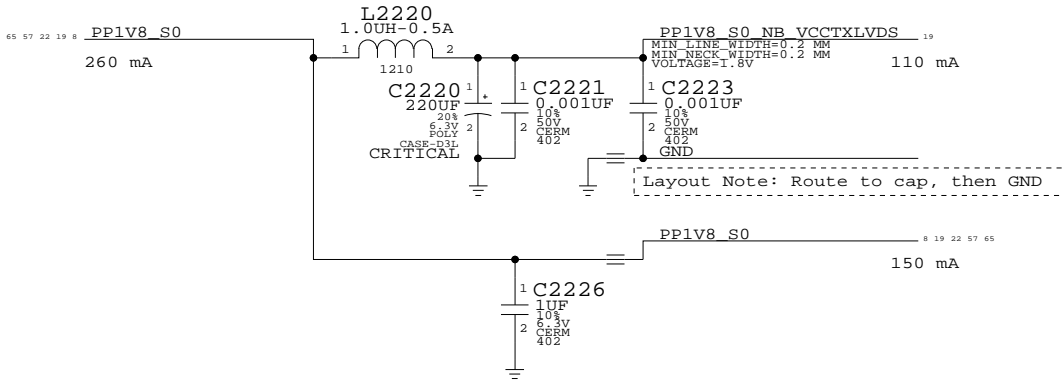 L2220
1.0UH-0.5A
65 57 22 19 8 PP1V8_S0
260 mA
1 2
1210
PP1V8_S0_NB_VCCTXLVDS 19
MIN_LINE_WIDTH=0.2 MM
MIN_NECK_WIDTH=0.2 MM
VOLTAGE=1.8V
110 mA
C2220
220UF
20%
6.3V
POLY
CASE-D3L
CRITICAL
1
+
2
1
2
C2221
0.001UF
10%
50V
CERM
402
1
2
C2223
0.001UF
10%
50V
CERM
402
GND
Layout Note: Route to cap, then GND
PP1V8_S0 8 19 22 57 65
150 mA
1
2
C2226
1UF
10%
6.3V
CERM
402